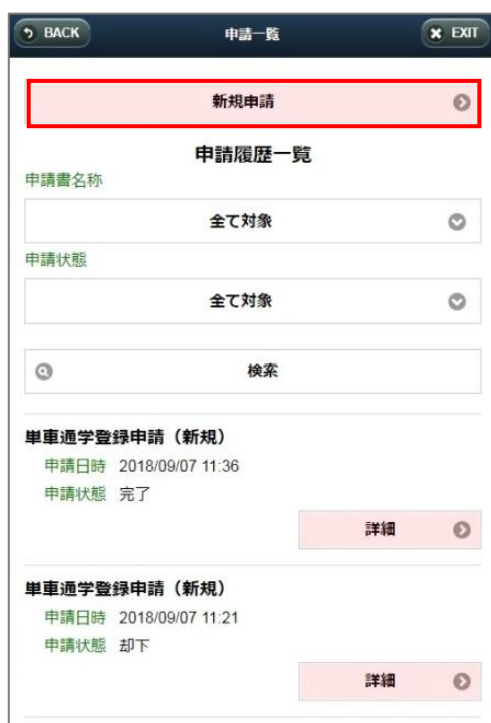 BACK 申請一覧 EXIT
新規申請
申請履歴一覧
申請書名称
全て対象
申請状態
全て対象
検索
単車通学登録申請（新規）
申請日時 2018/09/07 11:36
申請状態 完了
詳細
単車通学登録申請（新規）
申請日時 2018/09/07 11:21
申請状態 却下
詳細